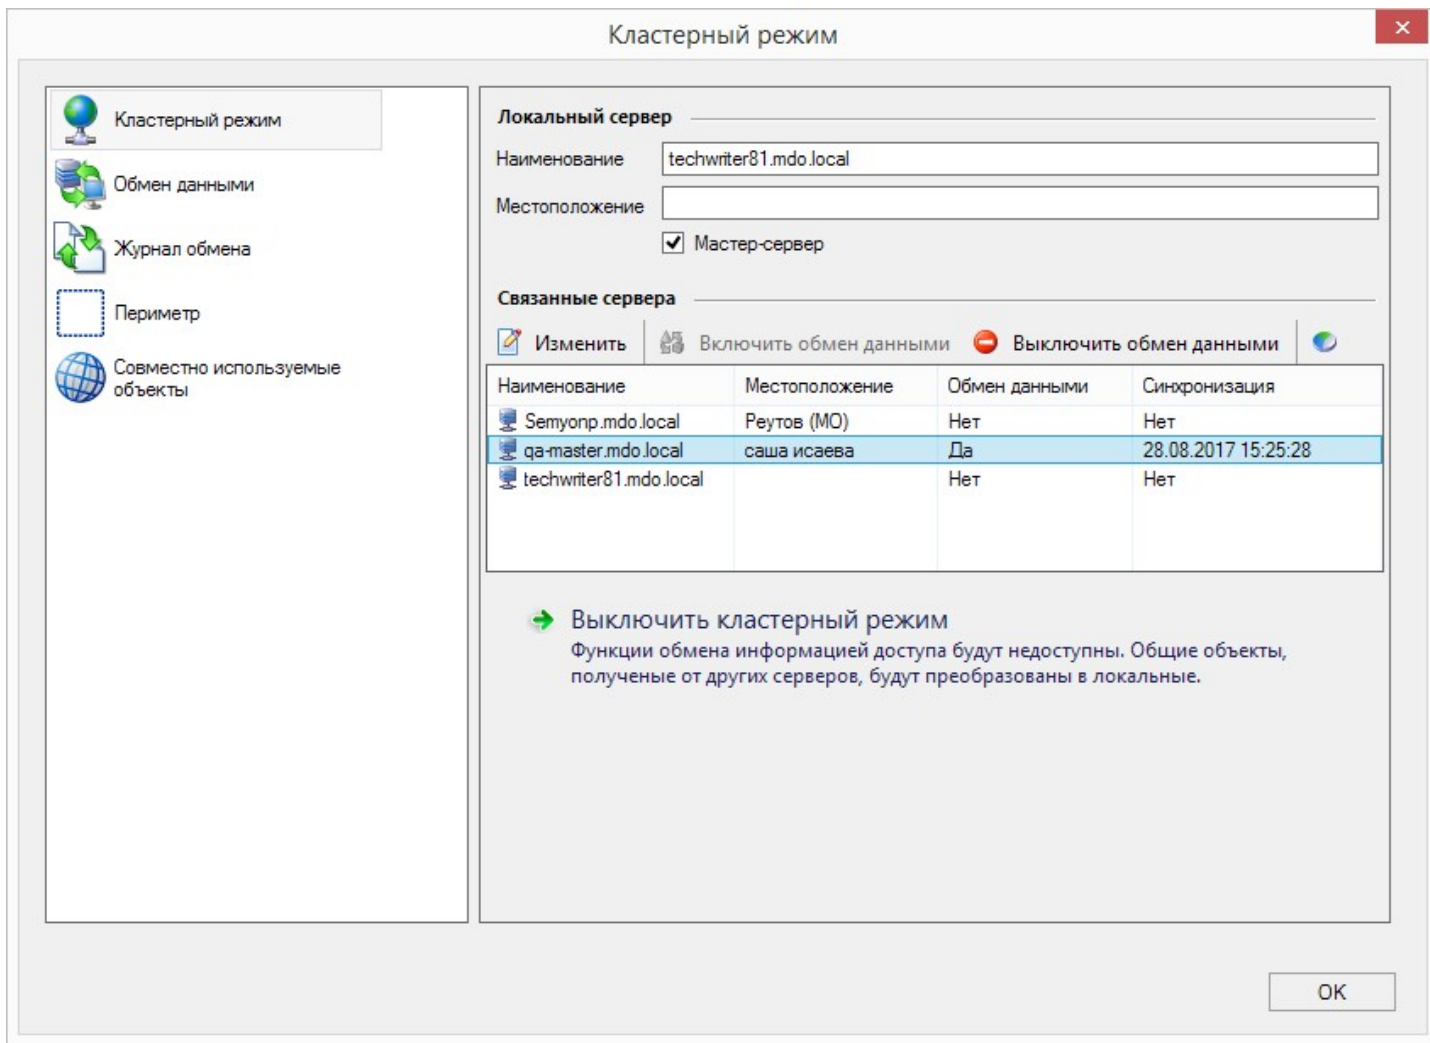 Кластерный режим
Кластерный режим
Обмен данными
Журнал обмена
Периметр
Совместно используемые
объекты
Локальный сервер
Наименование techwriter81.mdo.local
Местоположение
Мастер-сервер
Связанные сервера
Изменить Включить обмен данными Выключить обмен данными
Наименование Местоположение Обмен данными Синхронизация
Semyonp.mdo.local Реутов (МО) Нет Нет
qa-master.mdo.local саша исаева Да 28.08.2017 15:25:28
techwriter81.mdo.local Нет Нет
Выключить кластерный режим
Функции обмена информацией доступа будут недоступны. Общие объекты,
полученые от других серверов, будут преобразованы в локальные.
OK